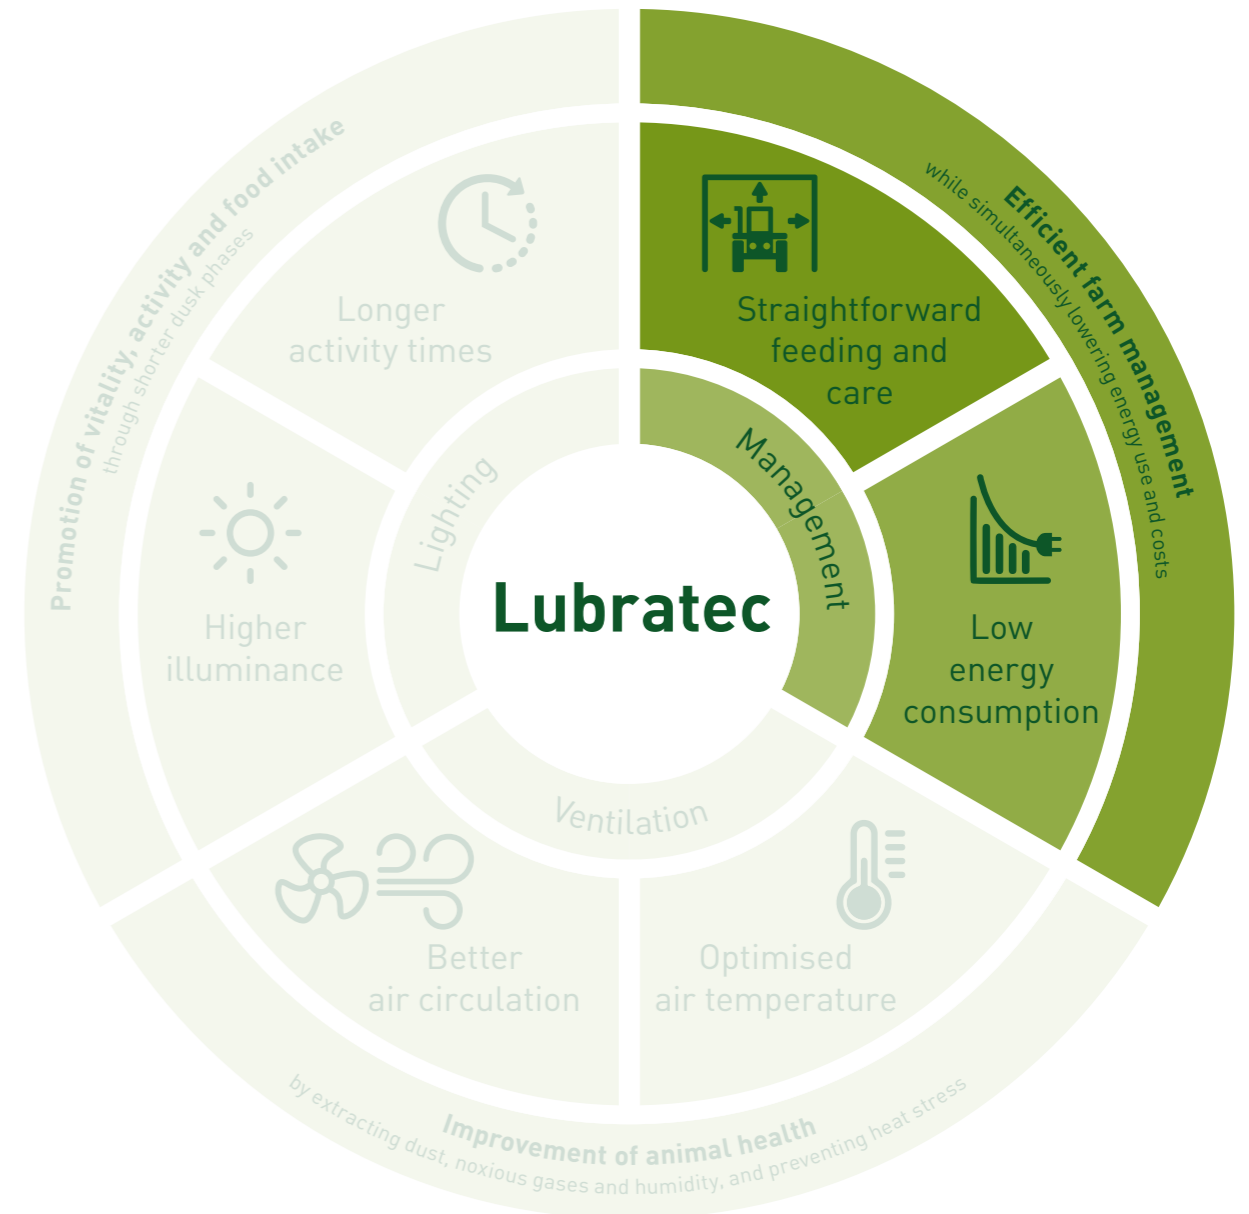 Promotion of vitality, activity and food intake
through shorter dusk phases
Efficient farm management
while simultaneously lowering energy use and costs
Longer
activity times
Straightforward
feeding and
care
Lighting
Management
Higher
illuminance
Lubratec
Low
energy
consumption
Ventilation
Better
air circulation
Optimised
air temperature
Improvement of animal health
by extracting dust, noxious gases and humidity, and preventing heat stress